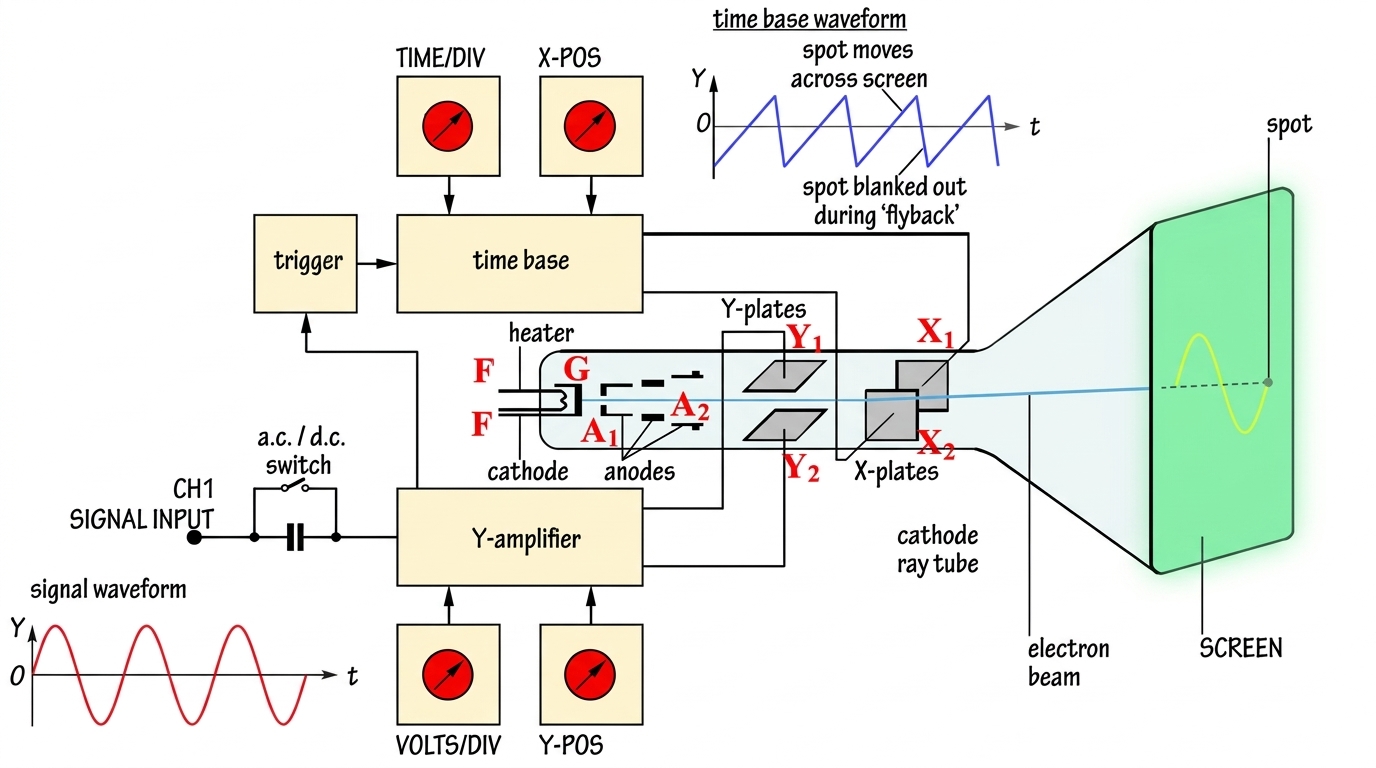 time base waveform
spot moves
across screen
Y
O
t
spot blanked out
during ‘flyback’
TIME/DIV
X-POS
spot
trigger
time base
Y-plates
heater
Y1
X1
F
G
F
A1
A2
cathode
anodes
Y2
X2
X-plates
a.c. / d.c.
switch
CH1
SIGNAL INPUT
Y-amplifier
cathode
ray tube
signal waveform
Y
O
t
electron
beam
SCREEN
VOLTS/DIV
Y-POS